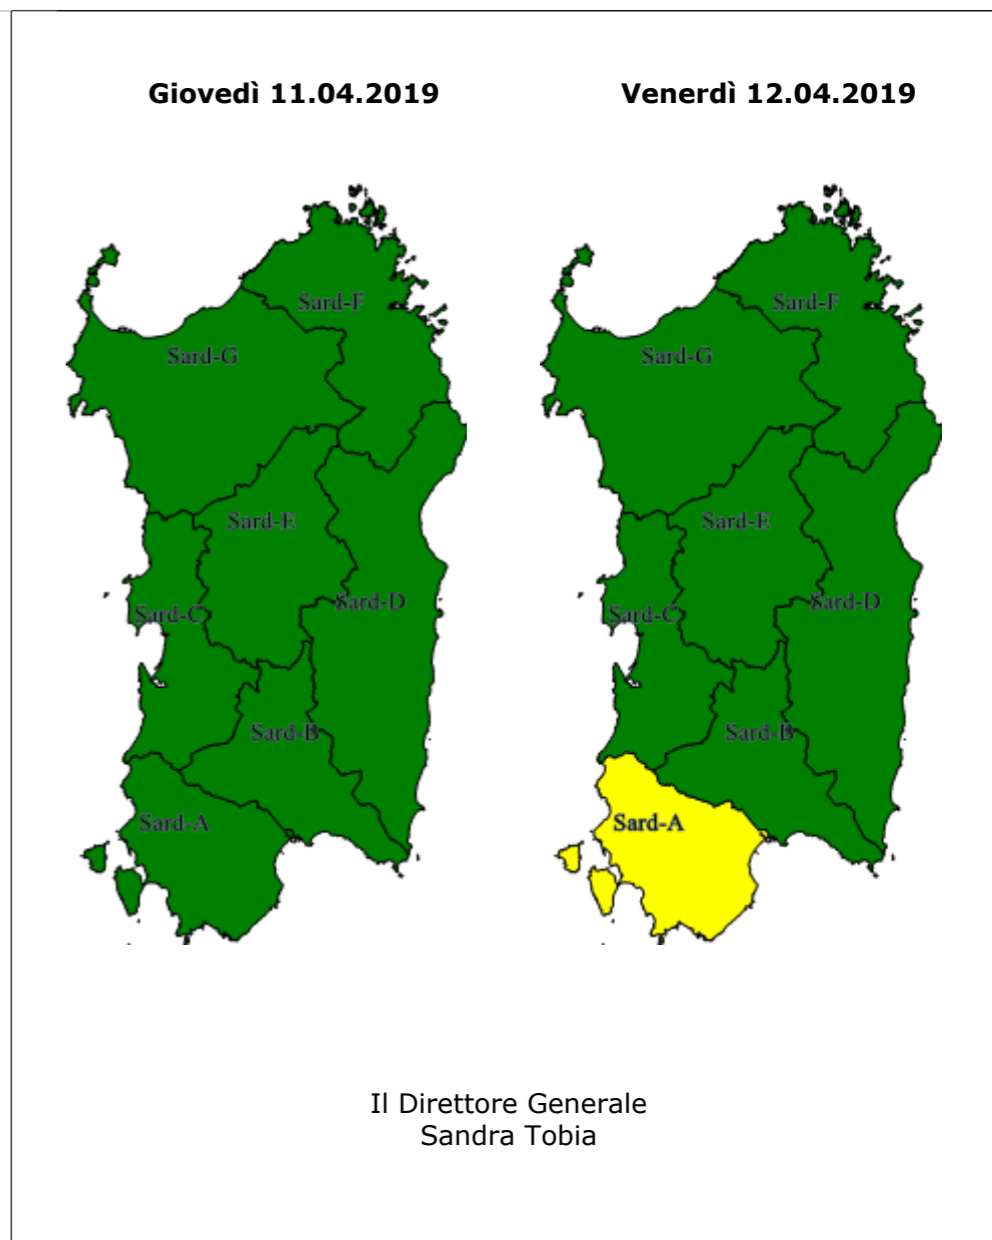 Giovedì 11.04.2019
Venerdì 12.04.2019
Sard-F
Sard-G
Sard-E
Sard-D
Sard-C
Sard-B
Sard-A
Sard-F
Sard-G
Sard-E
Sard-D
Sard-C
Sard-B
Sard-A
Il Direttore Generale
Sandra Tobia